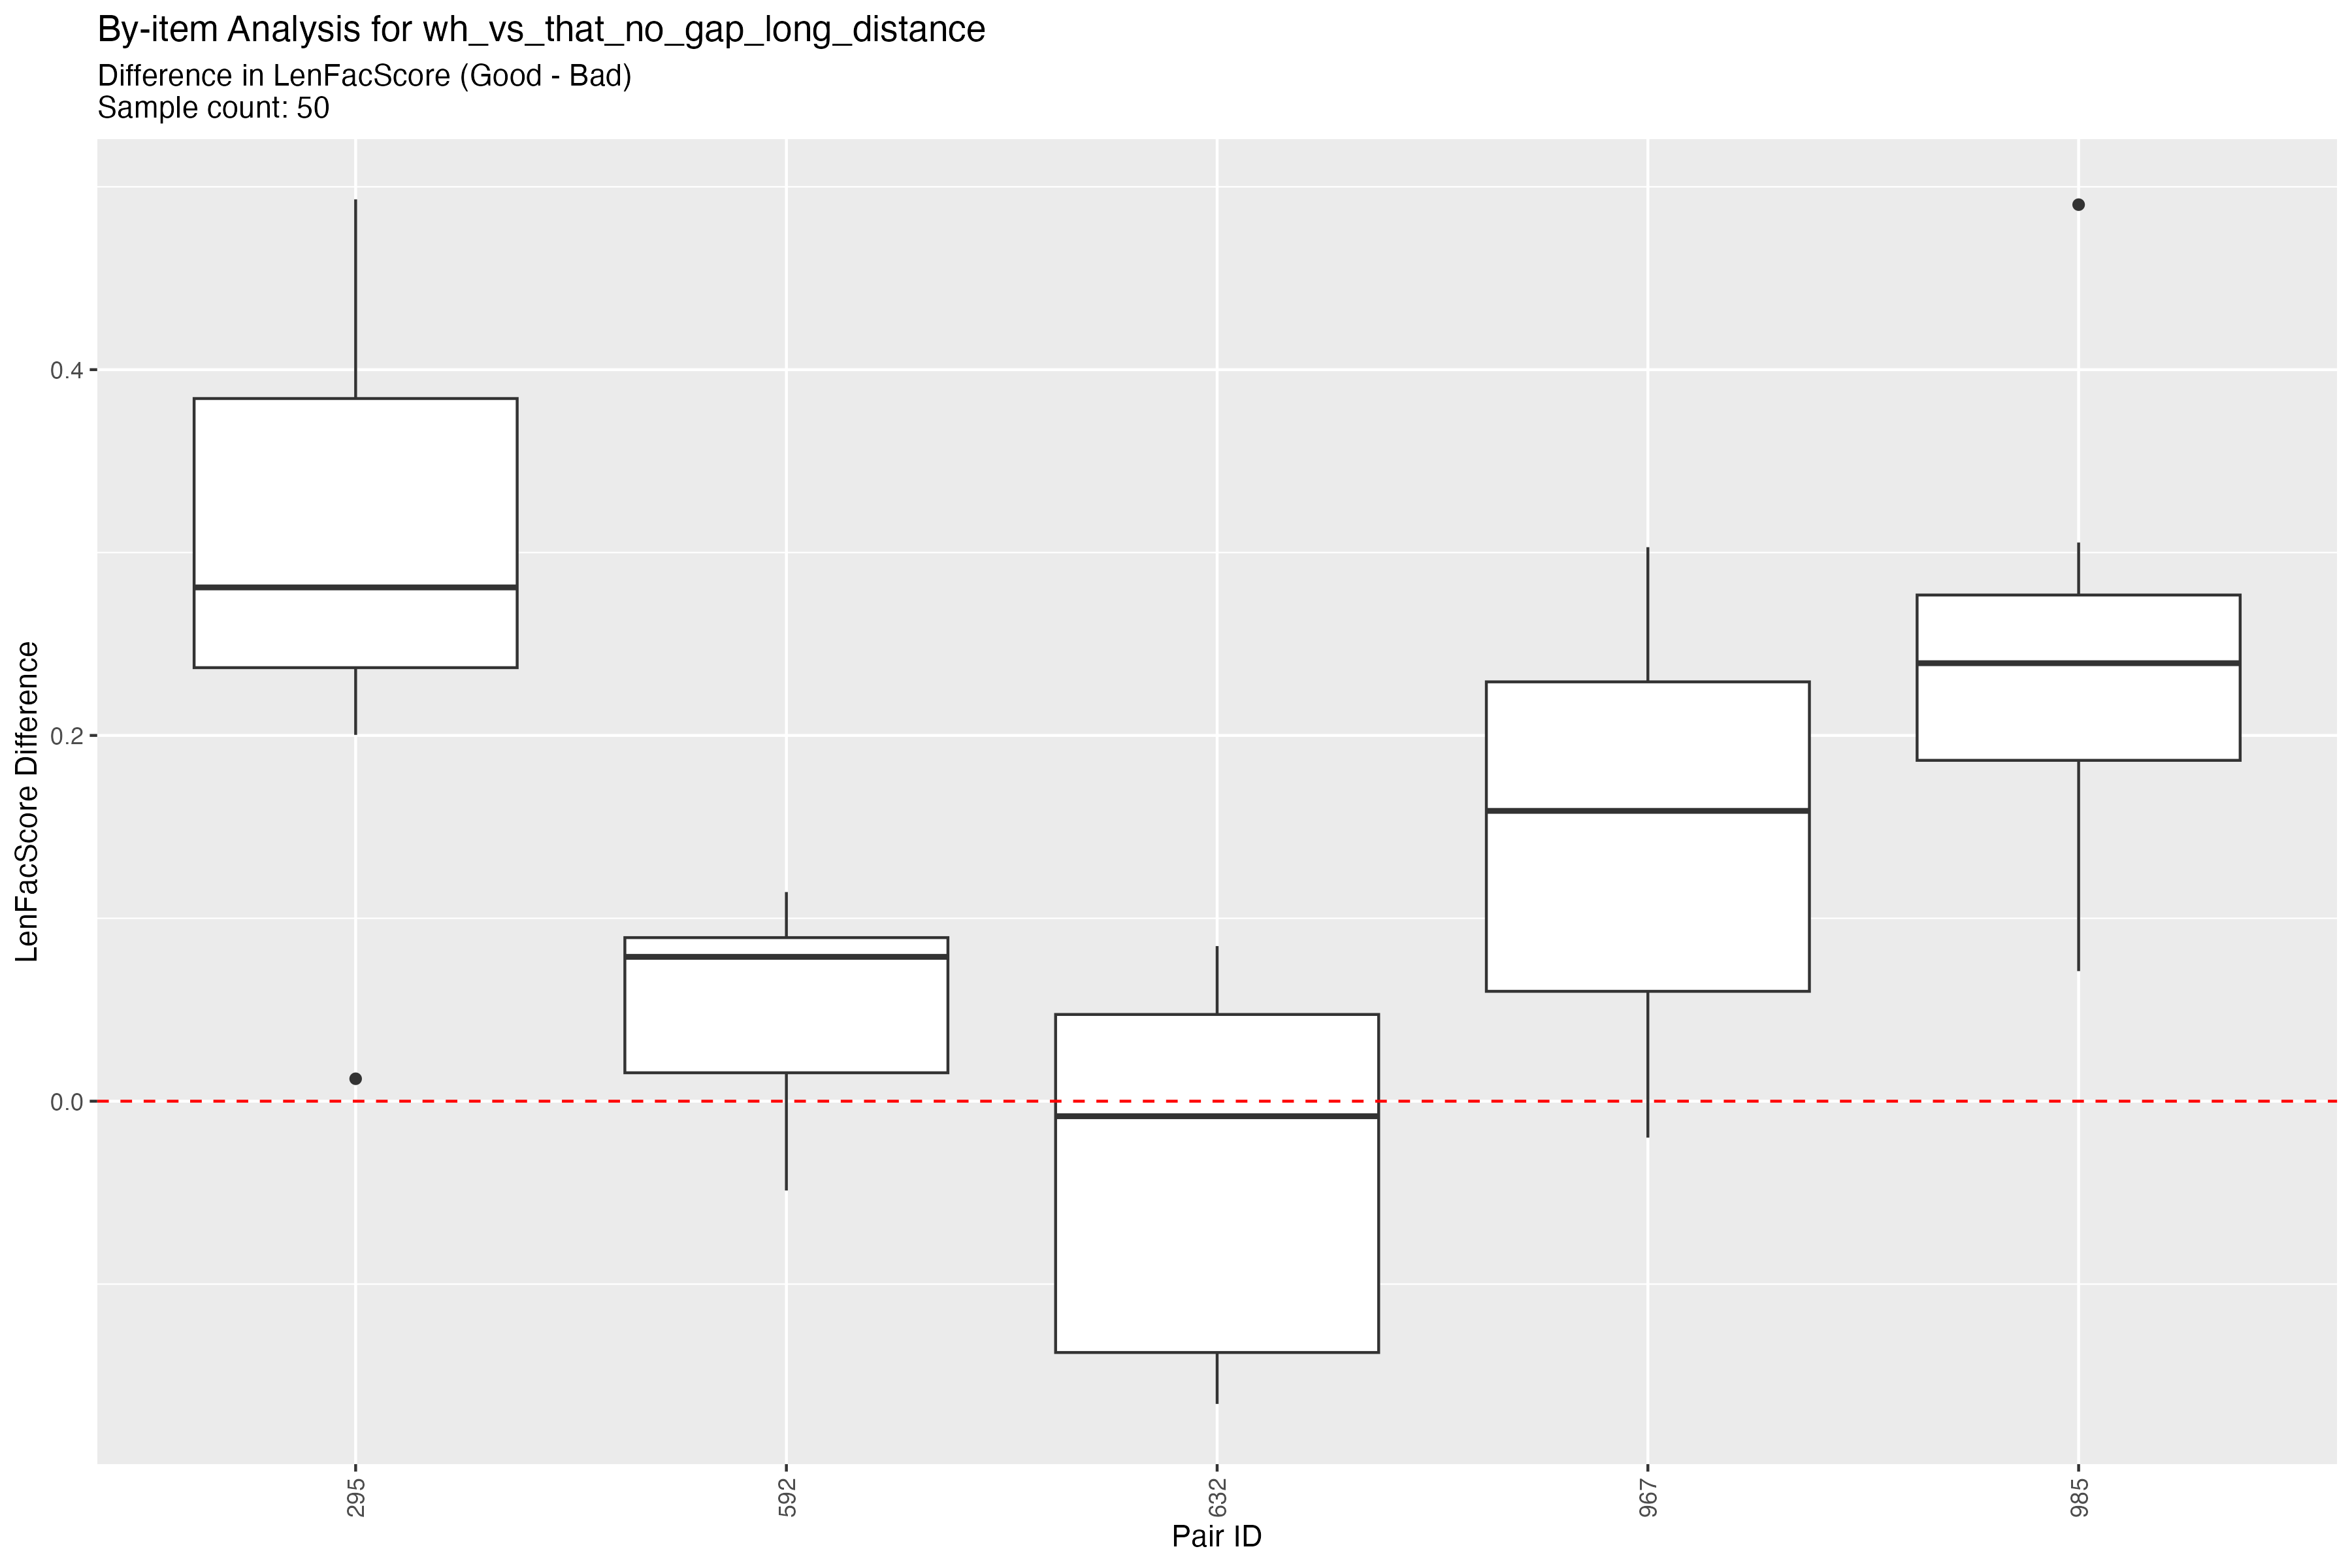 By-item Analysis for wh_vs_that_no_gap_long_distance
Difference in LenFacScore (Good - Bad)
Sample count: 50
LenFacScore Difference
0.4
0.2
0.0
295
592
632
967
985
Pair ID